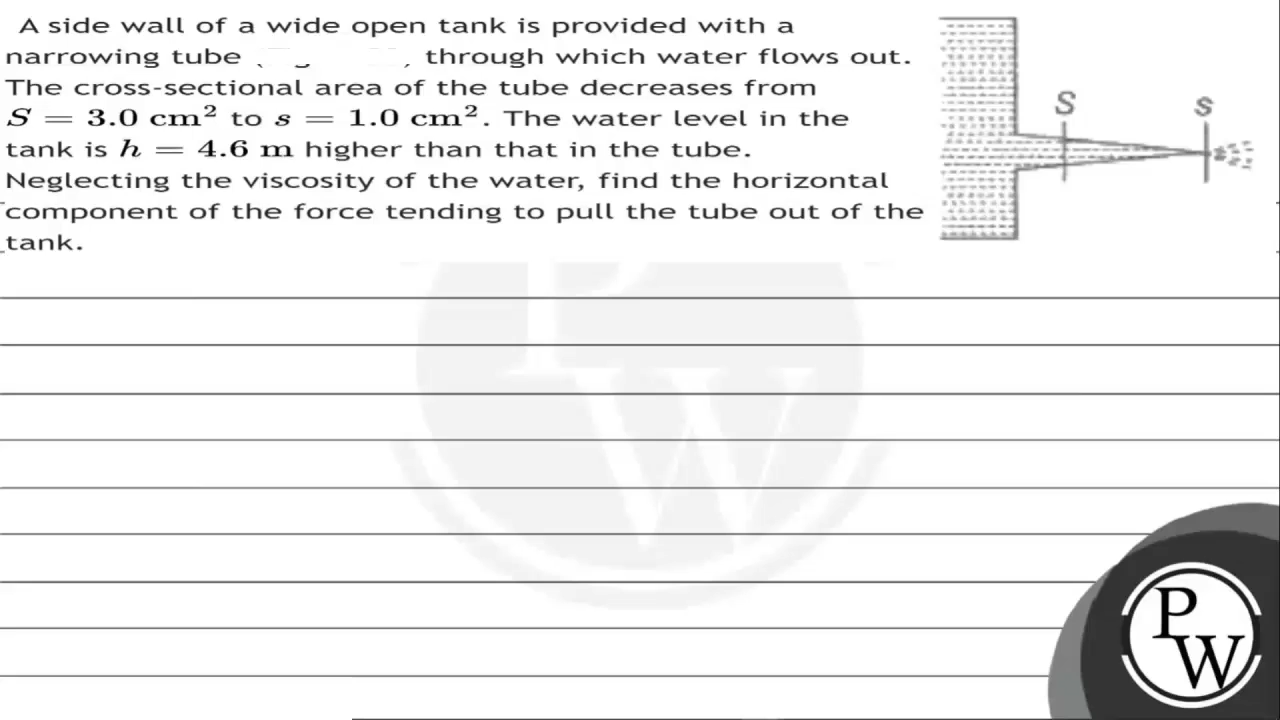 A side wall of a wide open tank is provided with a
narrowing tube through which water flows out.
The cross-sectional area of the tube decreases from
S = 3.0 cm² to s = 1.0 cm². The water level in the
tank is h = 4.6 m higher than that in the tube.
Neglecting the viscosity of the water, find the horizontal
component of the force tending to pull the tube out of the
tank.
S
s
P
W
P
W